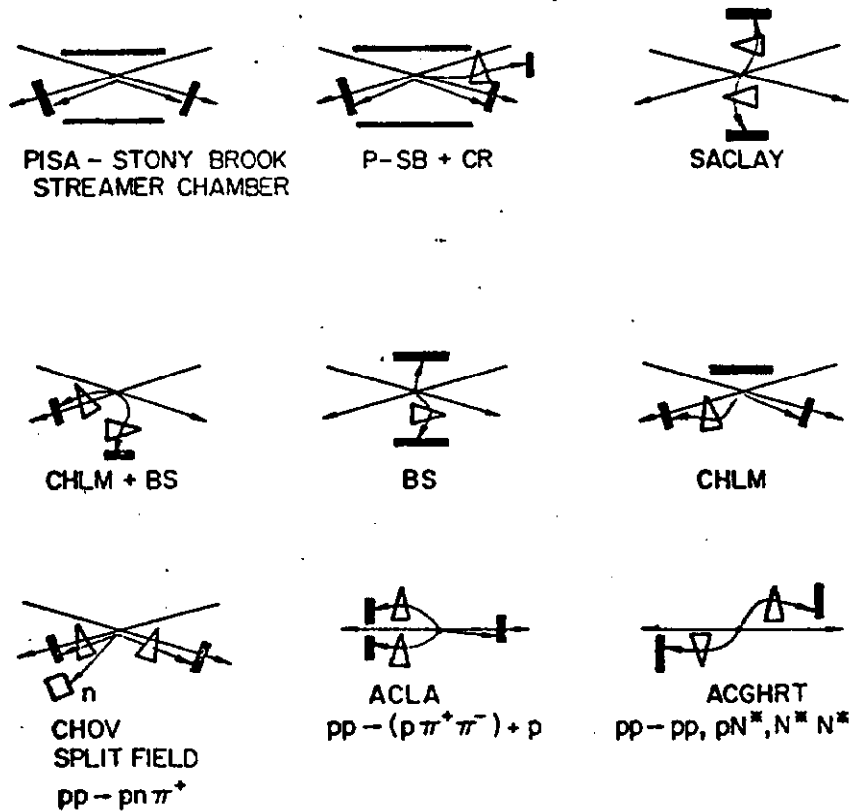 PISA - STONY BROOK
STREAMER CHAMBER
P-SB + CR
SACLAY
CHLM + BS
BS
CHLM
n
CHOV
SPLIT FIELD
pp → pnπ⁺
ACLA
pp → (pπ⁺π⁻) + p
ACGHRT
pp → pp, pN*, N* N*